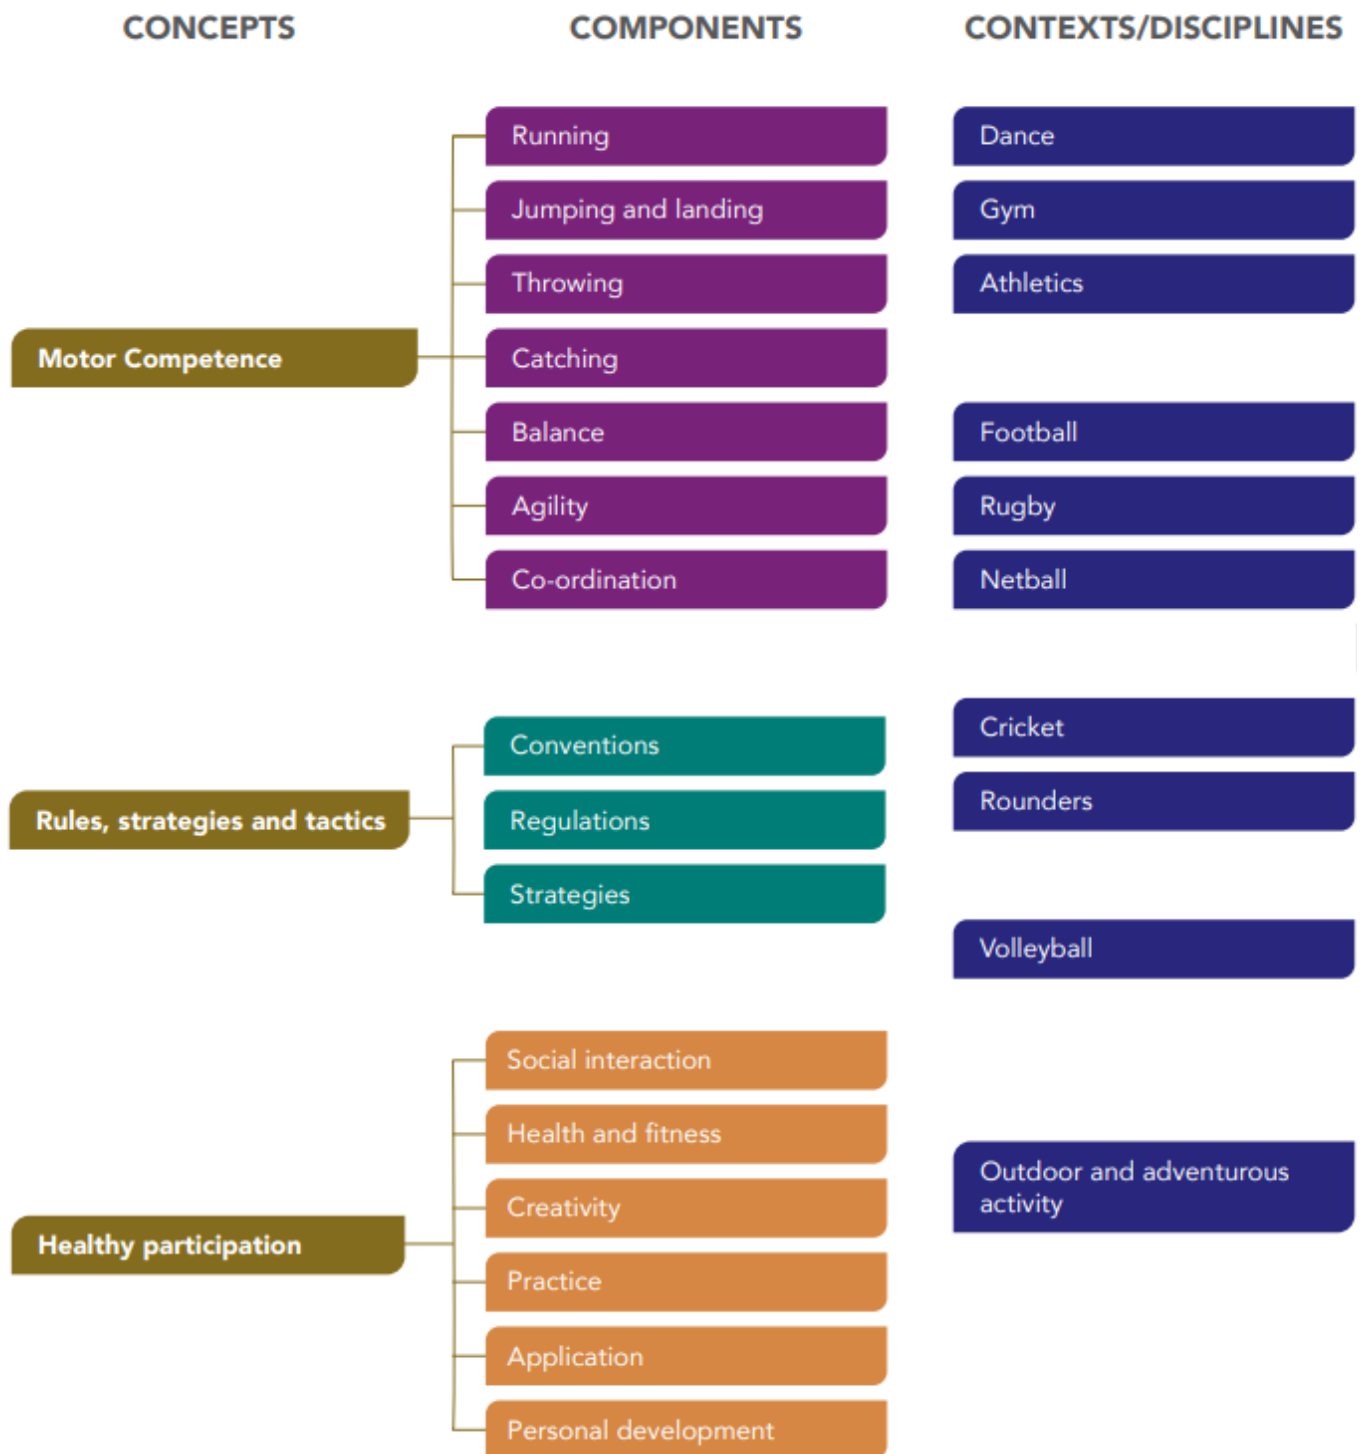 CONCEPTS
COMPONENTS
CONTEXTS/DISCIPLINES
Motor Competence
Running
Jumping and landing
Throwing
Catching
Balance
Agility
Co-ordination
Rules, strategies and tactics
Conventions
Regulations
Strategies
Healthy participation
Social interaction
Health and fitness
Creativity
Practice
Application
Personal development
Dance
Gym
Athletics
Football
Rugby
Netball
Cricket
Rounders
Volleyball
Outdoor and adventurous
activity